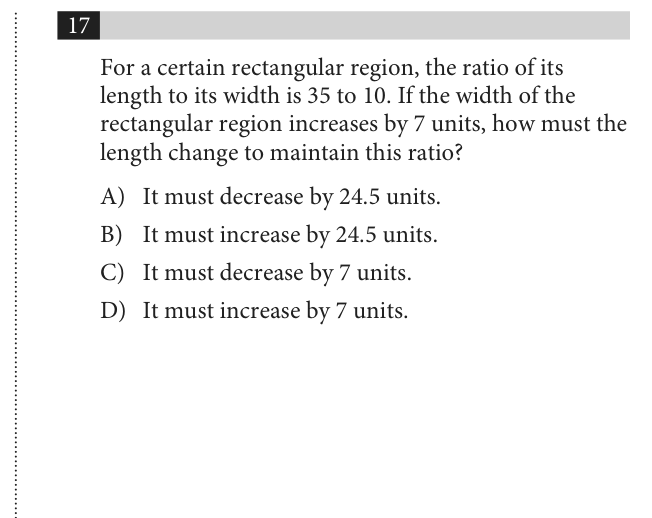 17
For a certain rectangular region, the ratio of its
length to its width is 35 to 10. If the width of the
rectangular region increases by 7 units, how must the
length change to maintain this ratio?
A) It must decrease by 24.5 units.
B) It must increase by 24.5 units.
C) It must decrease by 7 units.
D) It must increase by 7 units.